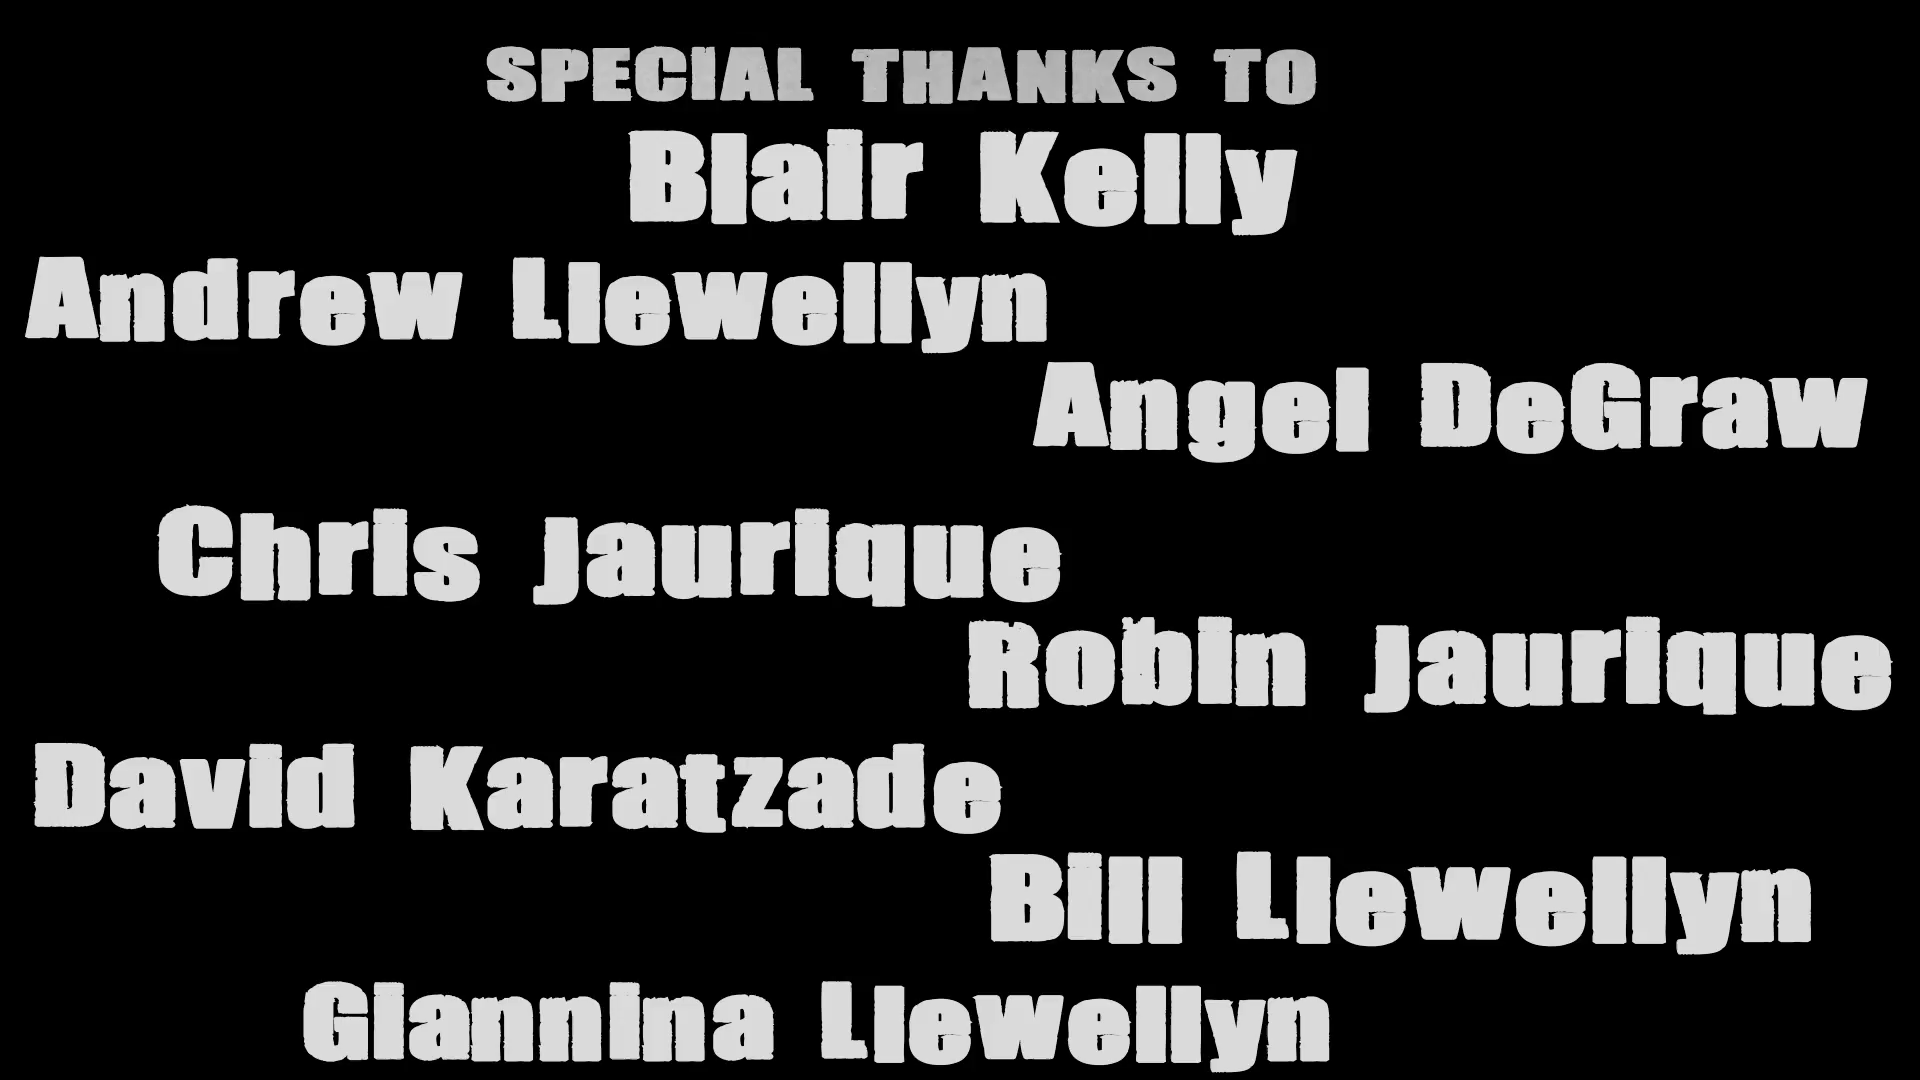 SPECIAL THANKS TO
Blair Kelly
Andrew Llewellyn
Angel DeGraw
Chris Jaurique
Robin Jaurique
David Karatzade
Bill Llewellyn
Giannina Llewellyn